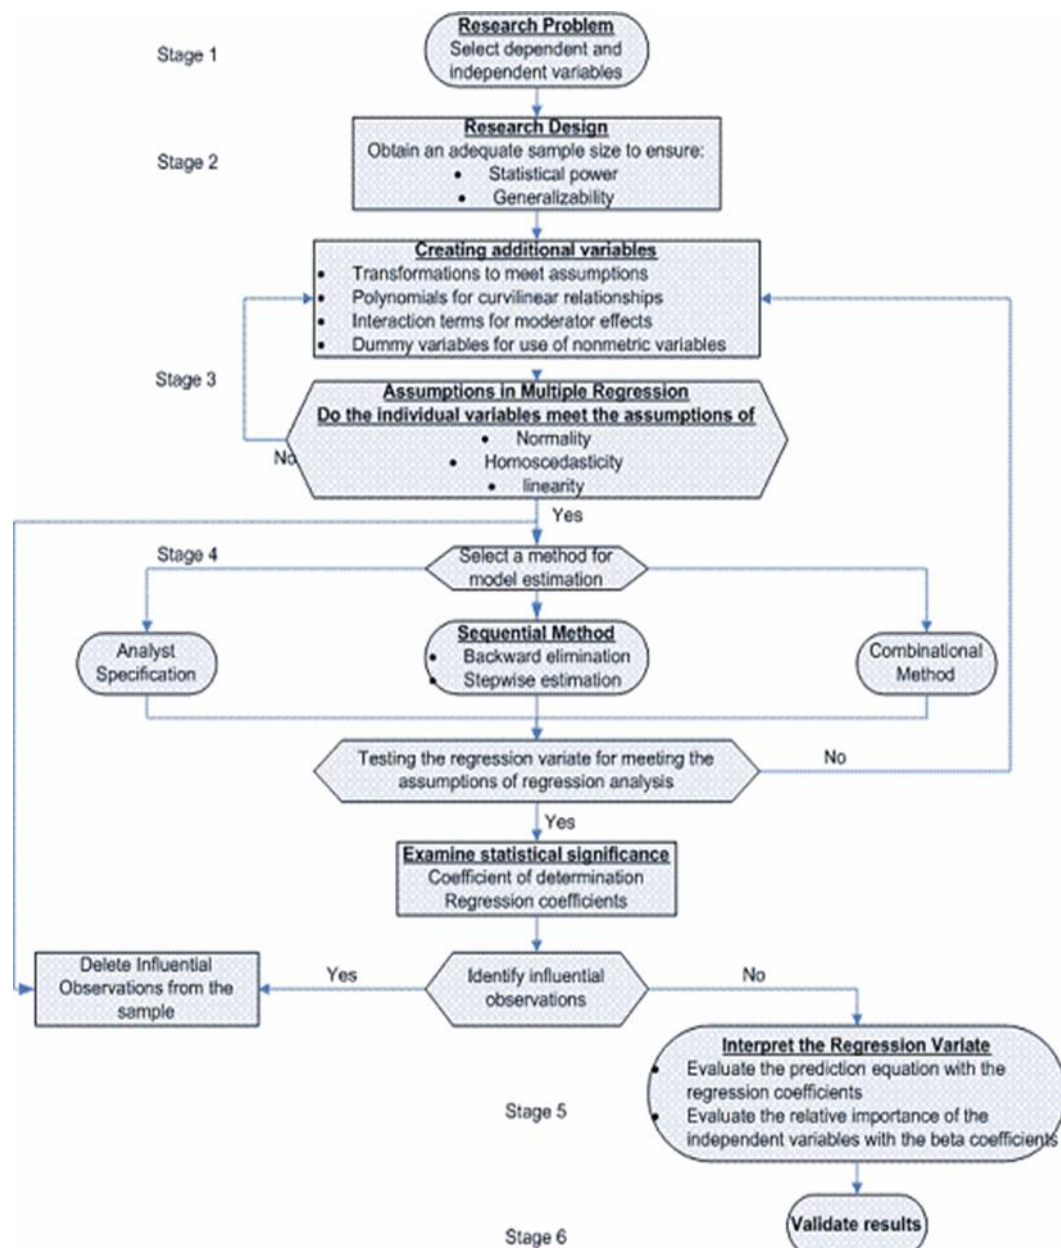 Research Problem
Stage 1
Select dependent and
independent variables
Research Design
Stage 2
Obtain an adequate sample size to ensure:
• Statistical power
• Generalizability
Creating additional variables
• Transformations to meet assumptions
• Polynomials for curvilinear relationships
• Interaction terms for moderator effects
• Dummy variables for use of nonmetric variables
Stage 3
Assumptions in Multiple Regression
Do the individual variables meet the assumptions of
• Normality
• Homoscedasticity
• linearity
No
Yes
Stage 4
Select a method for
model estimation
Analyst
Specification
Sequential Method
• Backward elimination
• Stepwise estimation
Combinational
Method
Testing the regression variate for meeting the
assumptions of regression analysis
No
Yes
Examine statistical significance
Coefficient of determination
Regression coefficients
Delete Influential
Observations from the
sample
Yes
Identify influential
observations
No
Interpret the Regression Variate
• Evaluate the prediction equation with the
regression coefficients
• Evaluate the relative importance of the
independent variables with the beta coefficients
Stage 5
Validate results
Stage 6